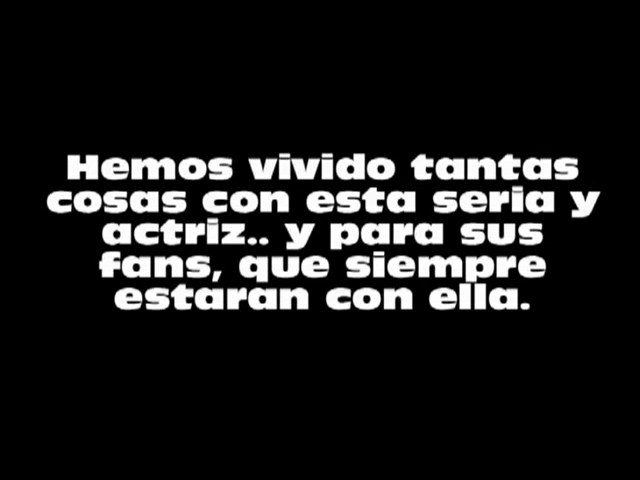 Hemos vivido tantas
cosas con esta seria y
actriz.. y para sus
fans, que siempre
estaran con ella.